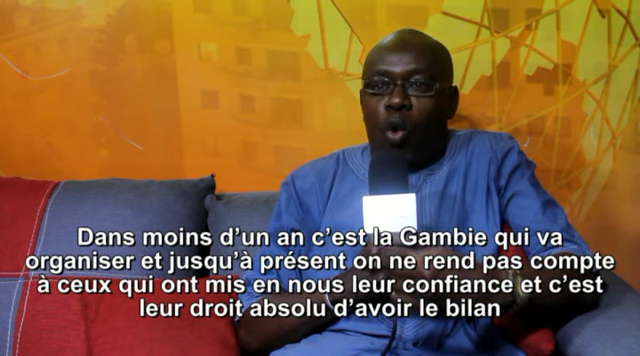 Dans moins d'un an c'est la Gambie qui va
organiser et jusqu'à présent on ne rend pas compte
à ceux qui ont mis en nous leur confiance et c'est
leur droit absolu d'avoir le bilan